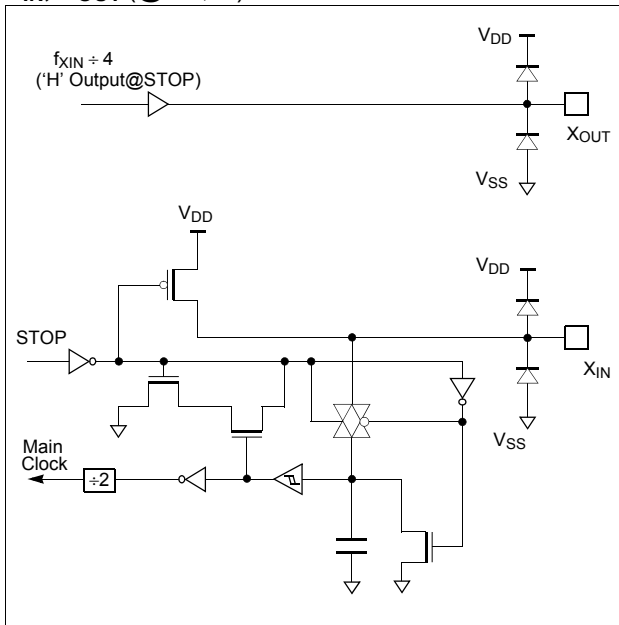 fXIN ÷ 4
('H' Output@STOP)
VDD
XOUT
VSS
VDD
VDD
STOP
XIN
VSS
Main
Clock
÷2